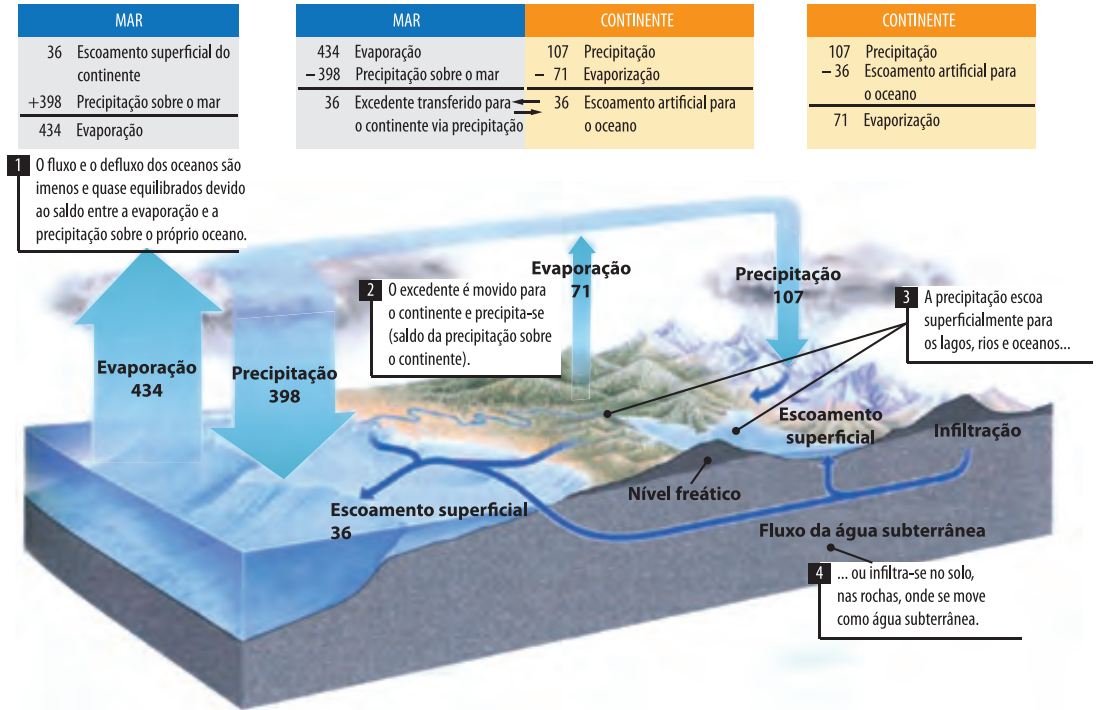 MAR
36 Escoamento superficial do
continente
+398 Precipitação sobre o mar
434 Evaporação
MAR
434 Evaporação
– 398 Precipitação sobre o mar
36 Excedente transferido para
o continente via precipitação
CONTINENTE
107 Precipitação
– 71 Evaporização
36 Escoamento artificial para
o oceano
CONTINENTE
107 Precipitação
– 36 Escoamento artificial para
o oceano
71 Evaporização
1 O fluxo e o defluxo dos oceanos são
imenos e quase equilibrados devido
ao saldo entre a evaporação e a
precipitação sobre o próprio oceano.
Evaporação
434
Precipitação
398
Evaporação
71
2 O excedente é movido para
o continente e precipita-se
(saldo da precipitação sobre
o continente).
Precipitação
107
3 A precipitação escoa
superficialmente para
os lagos, rios e oceanos...
Escoamento
superficial
Infiltração
Nível freático
Escoamento superficial
36
Fluxo da água subterrânea
4 ... ou infiltra-se no solo,
nas rochas, onde se move
como água subterrânea.